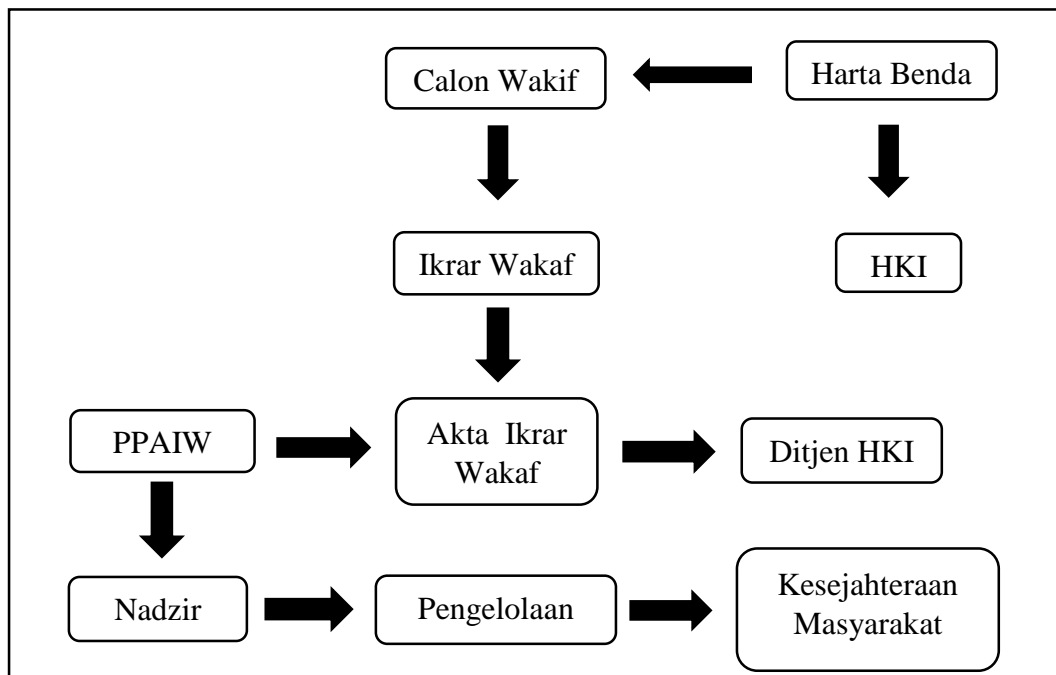 Calon Wakif
Harta Benda
Ikrar Wakaf
HKI
PPAIW
Akta Ikrar
Wakaf
Ditjen HKI
Nadzir
Pengelolaan
Kesejahteraan
Masyarakat